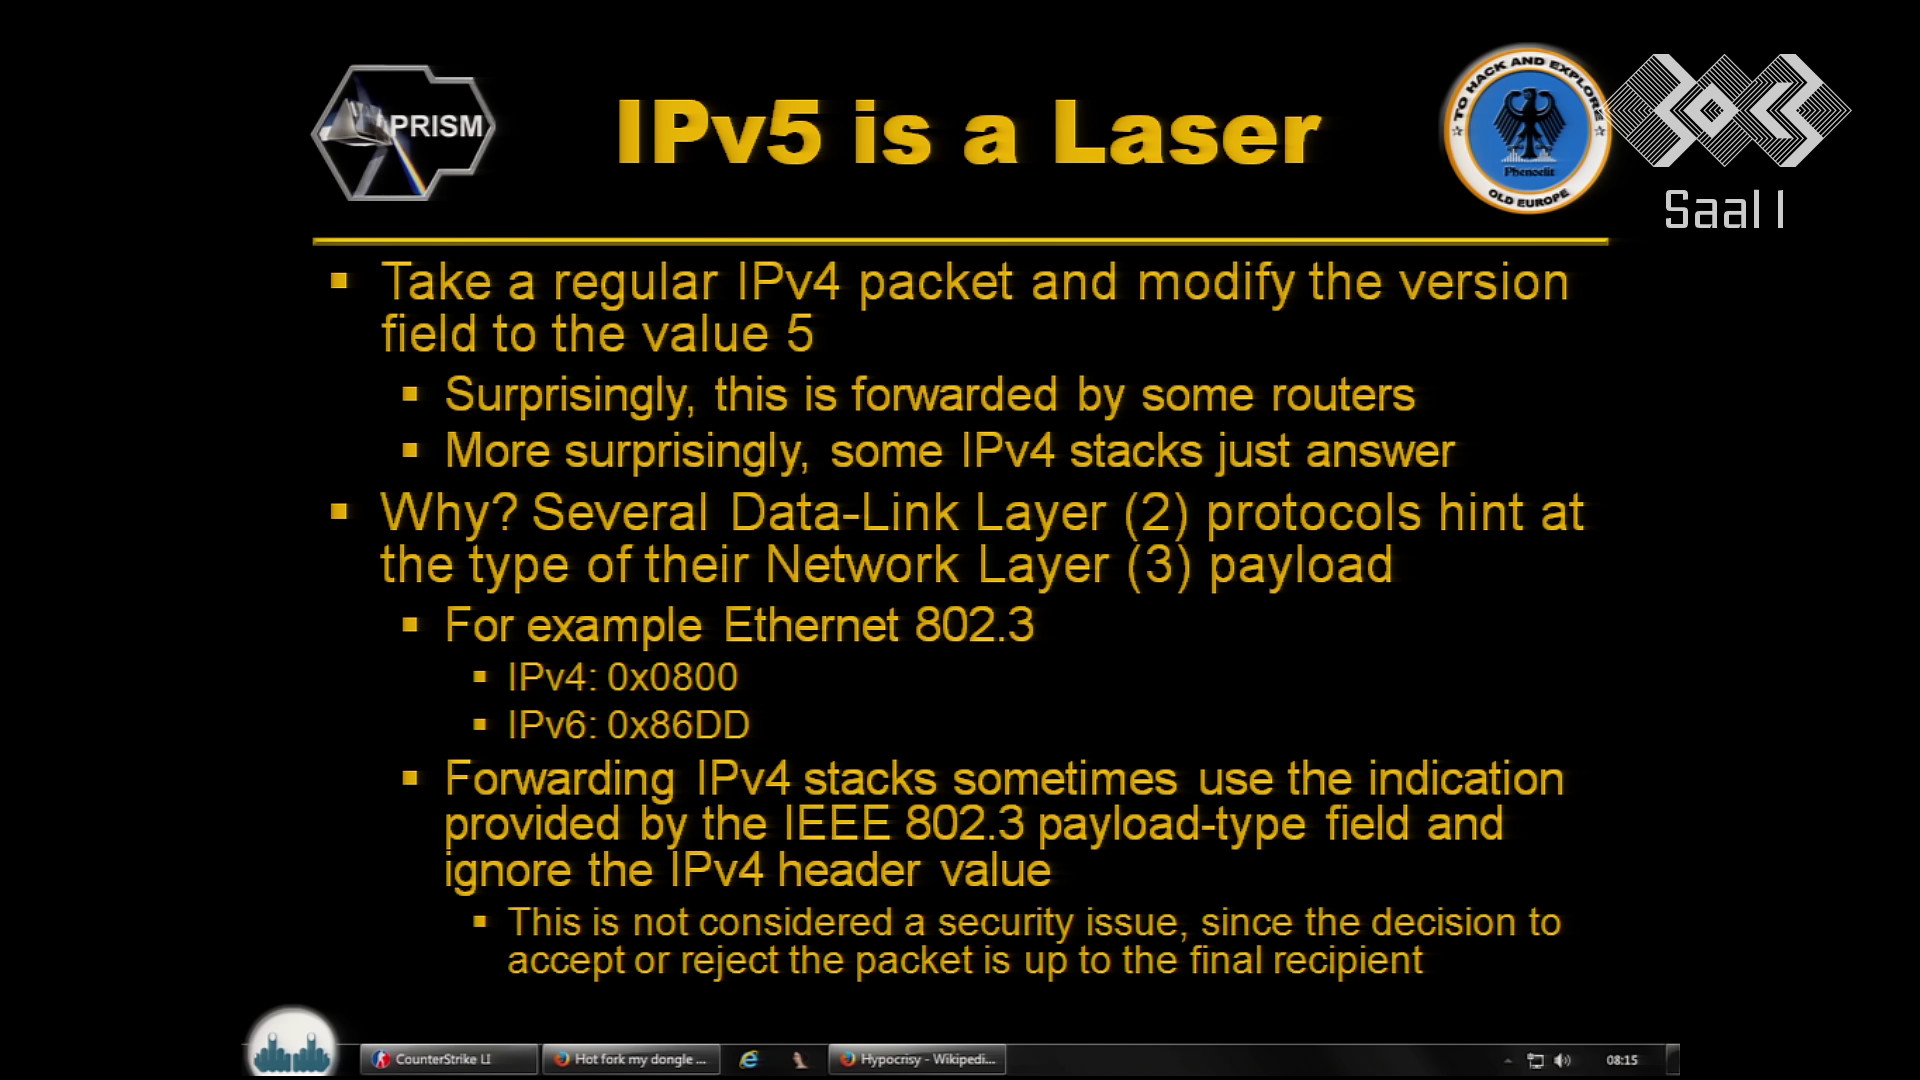 PRISM
IPv5 is a Laser
TO HACK AND EXPLORE
Phenoelit
OLD EUROPE
Saal 1
Take a regular IPv4 packet and modify the version
field to the value 5
Surprisingly, this is forwarded by some routers
More surprisingly, some IPv4 stacks just answer
Why? Several Data-Link Layer (2) protocols hint at
the type of their Network Layer (3) payload
For example Ethernet 802.3
IPv4: 0x0800
IPv6: 0x86DD
Forwarding IPv4 stacks sometimes use the indication
provided by the IEEE 802.3 payload-type field and
ignore the IPv4 header value
This is not considered a security issue, since the decision to
accept or reject the packet is up to the final recipient
CounterStrike LI
Hot fork my dongle ...
Hypocrisy - Wikipedi...
08:15